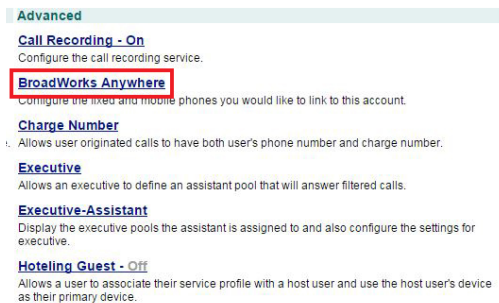 Advanced
Call Recording - On
Configure the call recording service.
BroadWorks Anywhere
Configure the fixed and mobile phones you would like to link to this account.
Charge Number
. Allows user originated calls to have both user's phone number and charge number.
Executive
Allows an executive to define an assistant pool that will answer filtered calls.
Executive-Assistant
Display the executive pools the assistant is assigned to and also configure the settings for
executive.
Hoteling Guest - Off
Allows a user to associate their service profile with a host user and use the host user's device
as their primary device.